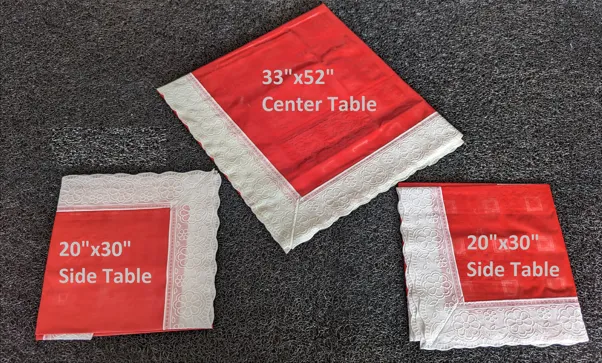 33"x52"
Center Table
20"x30"
Side Table
20"x30"
Side Table